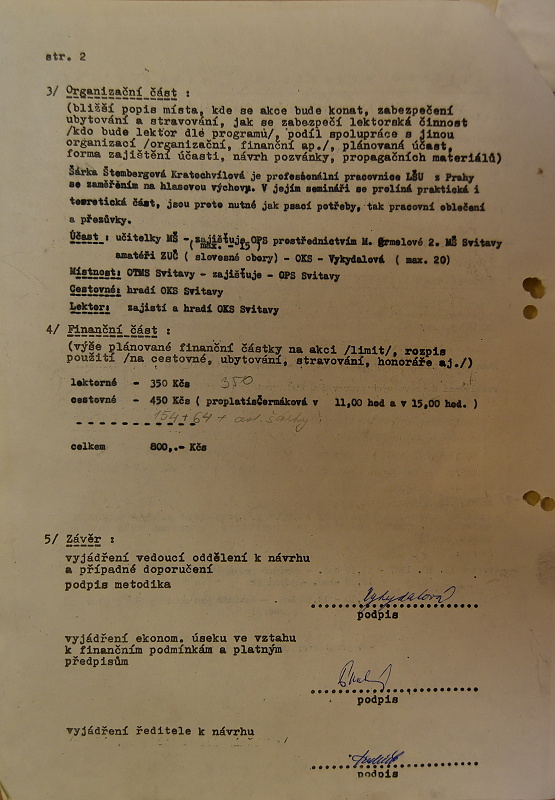 str. 2
3/ Organizační část :
(bližší popis místa, kde se akce bude konat, zabezpečení
ubytování a stravování, jak se zabezpečí lektorská činnost
/kdo bude lektor dle programu/, podíl spolupráce s jinou
organizací /organizační, finanční ap./, plánovaná účast,
forma zajištění účasti, návrh pozvánky, propagačních materiálů)
Šárka Štembergová Kratochvílová je profesionální pracovnice LŠU z Prahy
se zaměřením na hlasovou výchovu. V jejím semináři se prolíná praktická i
teoretická část, jsou proto nutné jak psací potřeby, tak pracovní oblečení
a přezůvky.
Účast : učitelky MŠ - zajišťuje OPS prostřednictvím M. Grmelové 2. MŠ Svitavy
(max. - 15)
amatéři ZUČ ( slovesné obory) - OKS - Vykydalová ( max. 20)
Místnost: OTMS Svitavy - zajišťuje - OPS Svitavy
Cestovné: hradí OKS Svitavy
Lektor: zajistí a hradí OKS Svitavy
4/ Finanční část :
(výše plánované finanční částky na akci /limit/, rozpis
použití /na cestovné, ubytování, stravování, honoráře aj./)
lektorné - 350 Kčs 350
cestovné - 450 Kčs ( proplatíČermáková v 11,00 hod a v 15,00 hod. )
154+64+
celkem 800,- Kčs
5/ Závěr :
vyjádření vedoucí oddělení k návrhu
a případné doporučení
podpis metodika
Vykydalová
podpis
vyjádření ekonom. úseku ve vztahu
k finančním podmínkám a platným
předpisům
podpis
vyjádření ředitele k návrhu
podpis